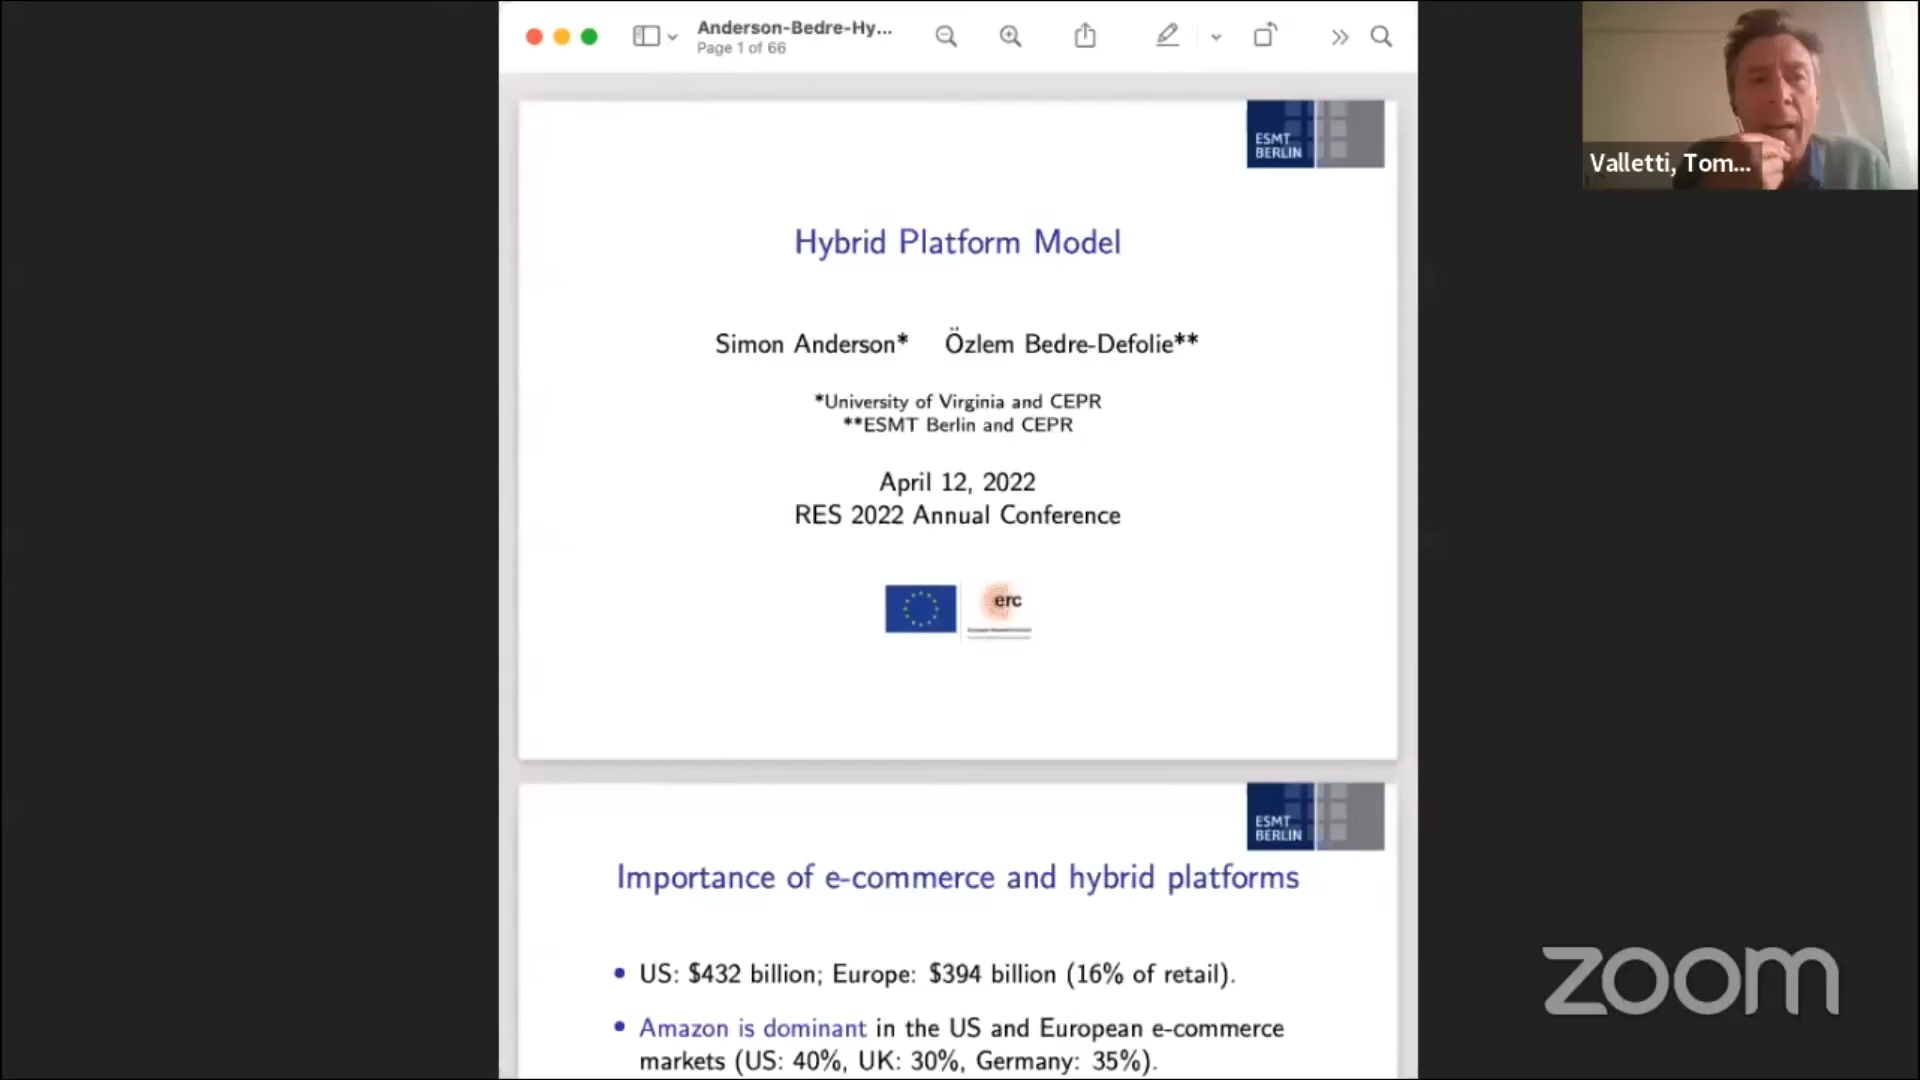 Anderson-Bedre-Hy...
Page 1 of 66
Valletti, Tom...
ESMT
BERLIN
Hybrid Platform Model
Simon Anderson* Özlem Bedre-Defolie**
*University of Virginia and CEPR
**ESMT Berlin and CEPR
April 12, 2022
RES 2022 Annual Conference
erc
ESMT
BERLIN
Importance of e-commerce and hybrid platforms
• US: $432 billion; Europe: $394 billion (16% of retail).
• Amazon is dominant in the US and European e-commerce
markets (US: 40%, UK: 30%, Germany: 35%).
zoom